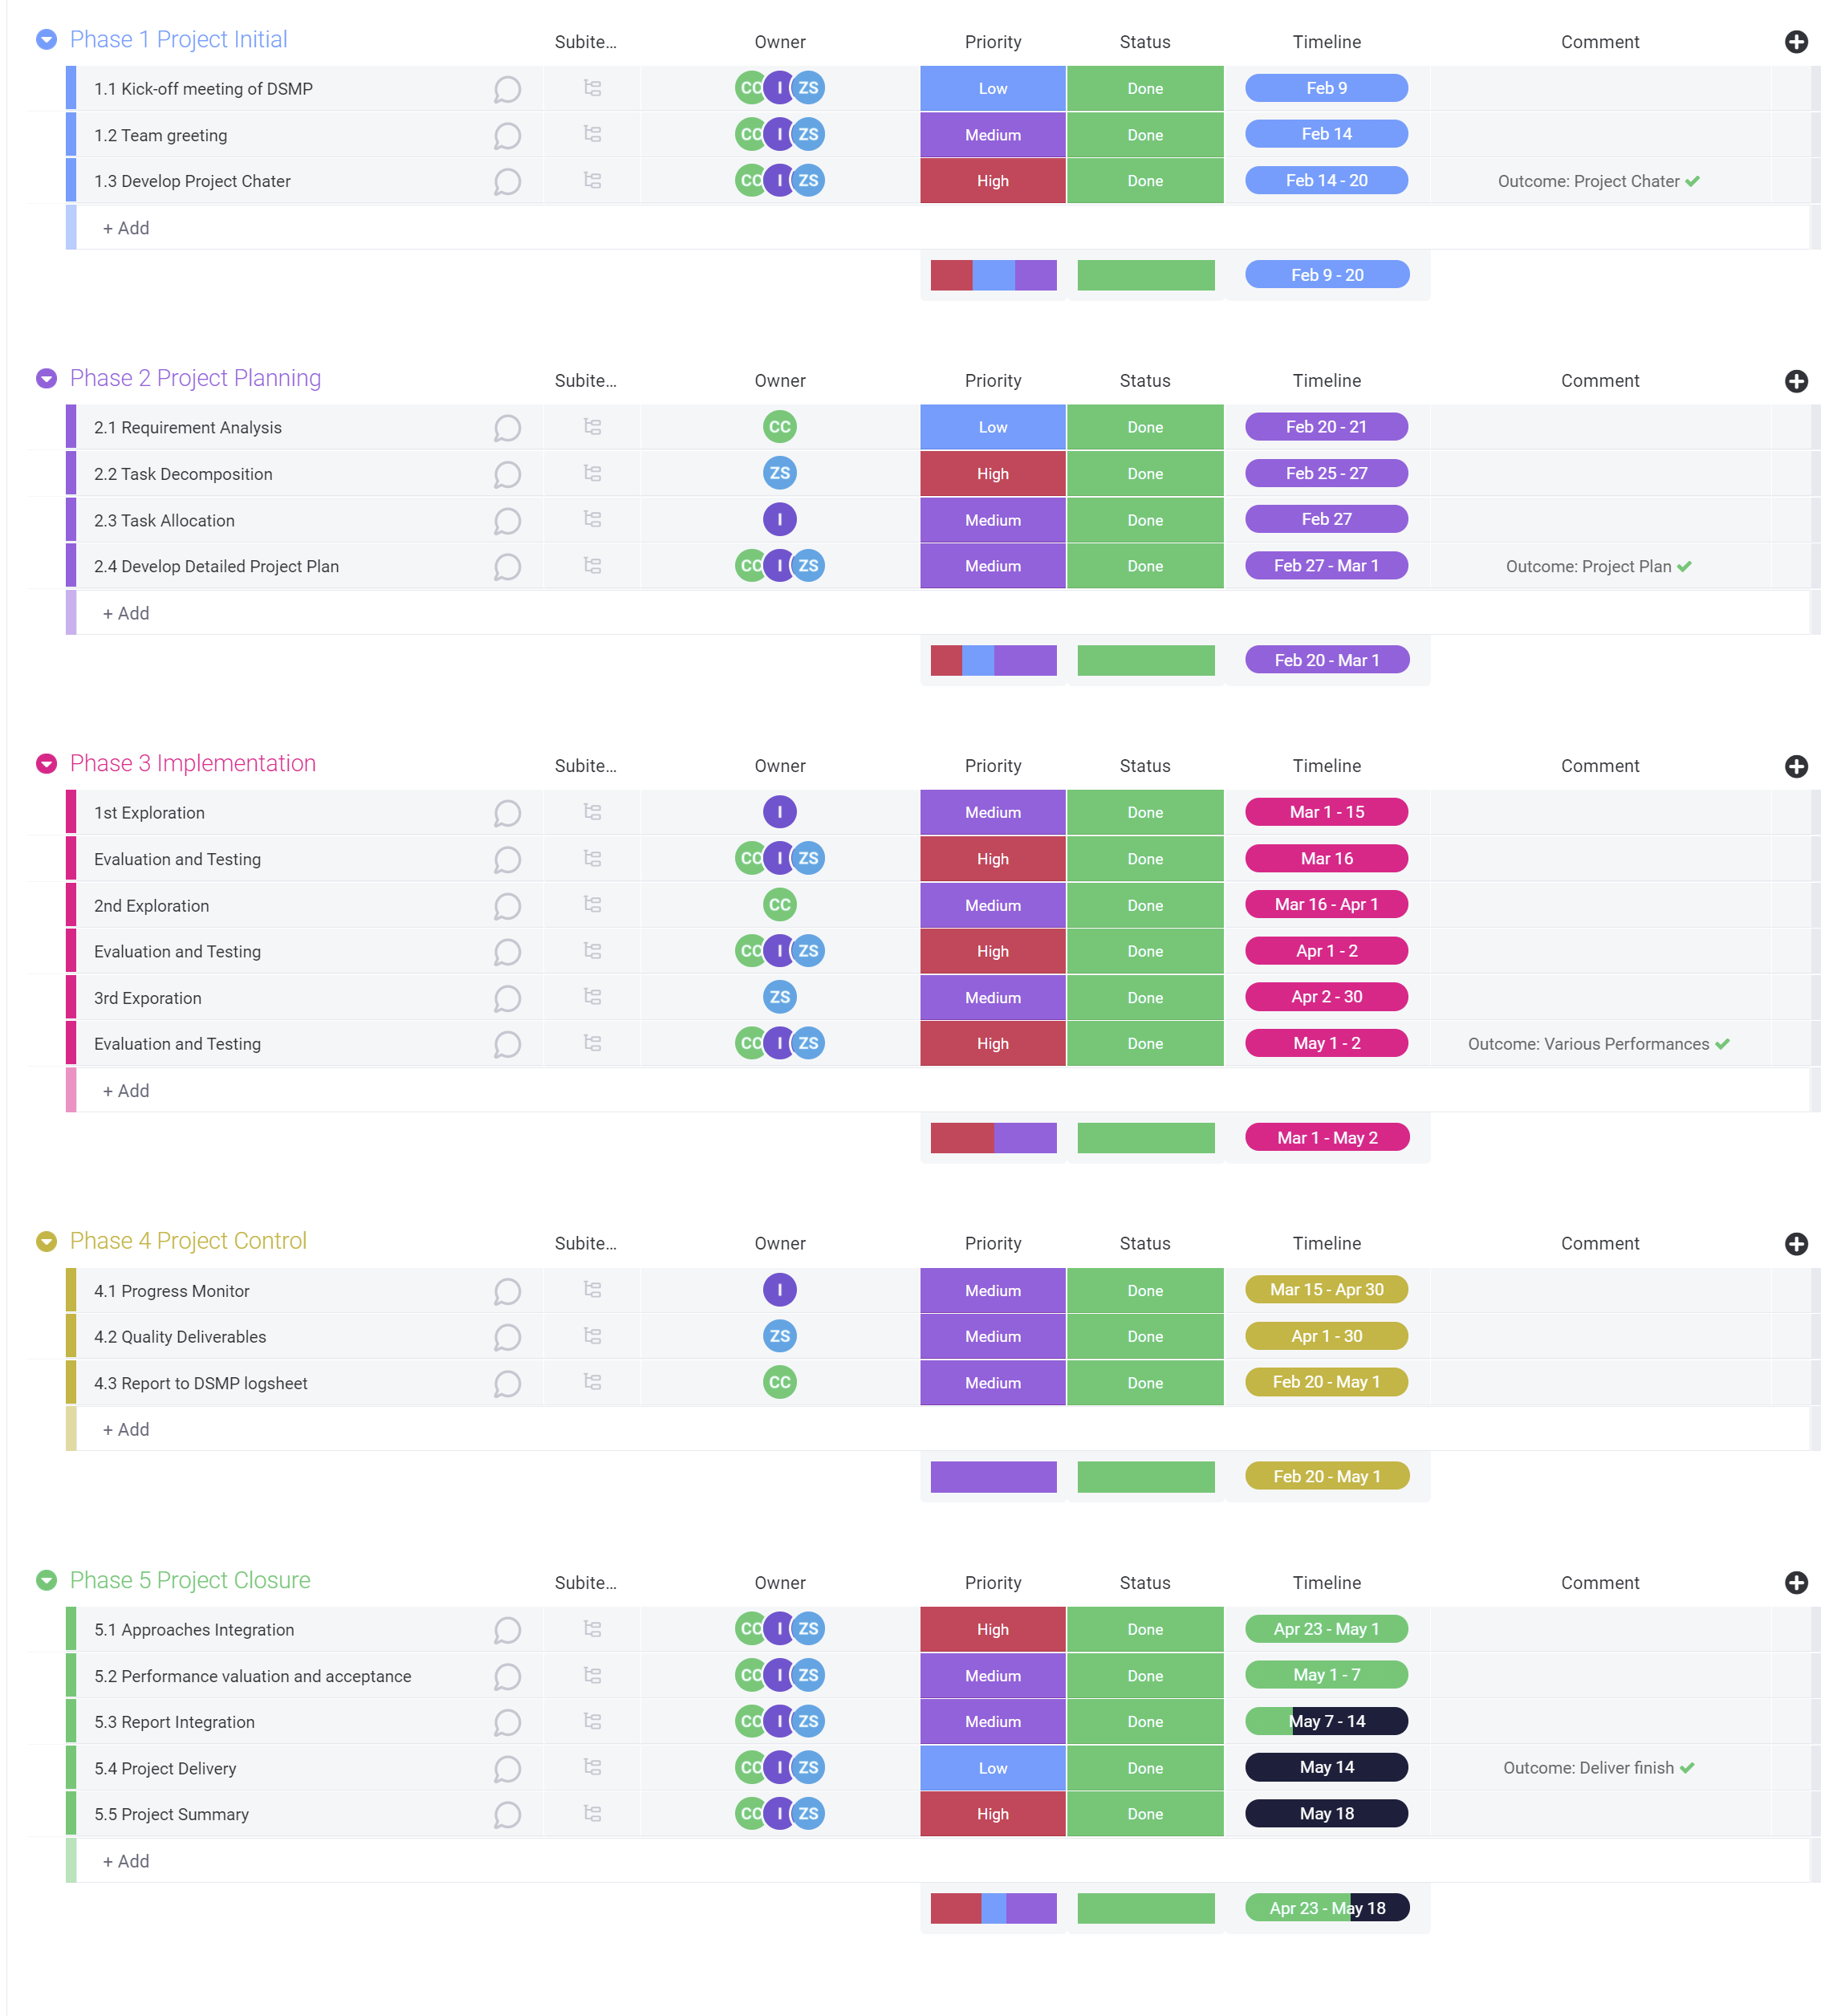 Phase 1 Project Initial Subite... Owner Priority Status Timeline Comment
1.1 Kick-off meeting of DSMP CC I ZS Low Done Feb 9
1.2 Team greeting CC I ZS Medium Done Feb 14
1.3 Develop Project Chater CC I ZS High Done Feb 14 - 20 Outcome: Project Chater ✔
+ Add
Feb 9 - 20
Phase 2 Project Planning Subite... Owner Priority Status Timeline Comment
2.1 Requirement Analysis CC Low Done Feb 20 - 21
2.2 Task Decomposition ZS High Done Feb 25 - 27
2.3 Task Allocation I Medium Done Feb 27
2.4 Develop Detailed Project Plan CC I ZS Medium Done Feb 27 - Mar 1 Outcome: Project Plan ✔
+ Add
Feb 20 - Mar 1
Phase 3 Implementation Subite... Owner Priority Status Timeline Comment
1st Exploration I Medium Done Mar 1 - 15
Evaluation and Testing CC I ZS High Done Mar 16
2nd Exploration CC Medium Done Mar 16 - Apr 1
Evaluation and Testing CC I ZS High Done Apr 1 - 2
3rd Exporation ZS Medium Done Apr 2 - 30
Evaluation and Testing CC I ZS High Done May 1 - 2 Outcome: Various Performances ✔
+ Add
Mar 1 - May 2
Phase 4 Project Control Subite... Owner Priority Status Timeline Comment
4.1 Progress Monitor I Medium Done Mar 15 - Apr 30
4.2 Quality Deliverables ZS Medium Done Apr 1 - 30
4.3 Report to DSMP logsheet CC Medium Done Feb 20 - May 1
+ Add
Feb 20 - May 1
Phase 5 Project Closure Subite... Owner Priority Status Timeline Comment
5.1 Approaches Integration CC I ZS High Done Apr 23 - May 1
5.2 Performance valuation and acceptance CC I ZS Medium Done May 1 - 7
5.3 Report Integration CC I ZS Medium Done May 7 - 14
5.4 Project Delivery CC I ZS Low Done May 14 Outcome: Deliver finish ✔
5.5 Project Summary CC I ZS High Done May 18
+ Add
Apr 23 - May 18